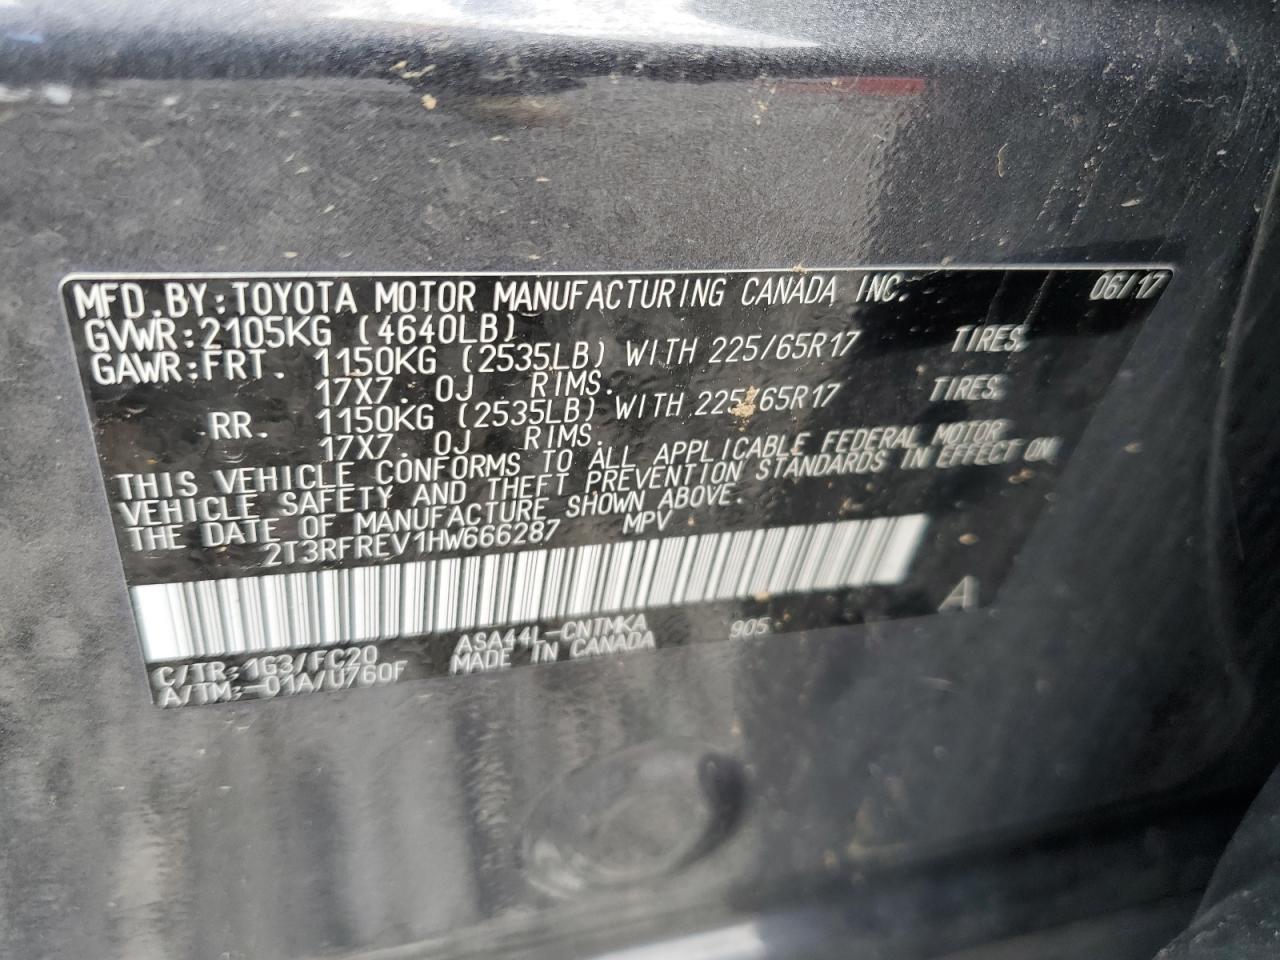 MFD.BY:TOYOTA MOTOR MANUFACTURING CANADA INC. 06/17
GVWR:2105KG (4640LB)
GAWR:FRT. 1150KG (2535LB) WITH 225/65R17 TIRES,
17X7. 0J RIMS.
RR. 1150KG (2535LB) WITH 225/65R17 TIRES,
17X7. 0J RIMS.
THIS VEHICLE CONFORMS TO ALL APPLICABLE FEDERAL MOTOR
VEHICLE SAFETY AND THEFT PREVENTION STANDARDS IN EFFECT ON
THE DATE OF MANUFACTURE SHOWN ABOVE.
2T3RFREV1HW666287 MPV
A
C/TR:1G3/FC20 ASA44L-CNTMKA 905
A/TM:-01A/U760F MADE IN CANADA